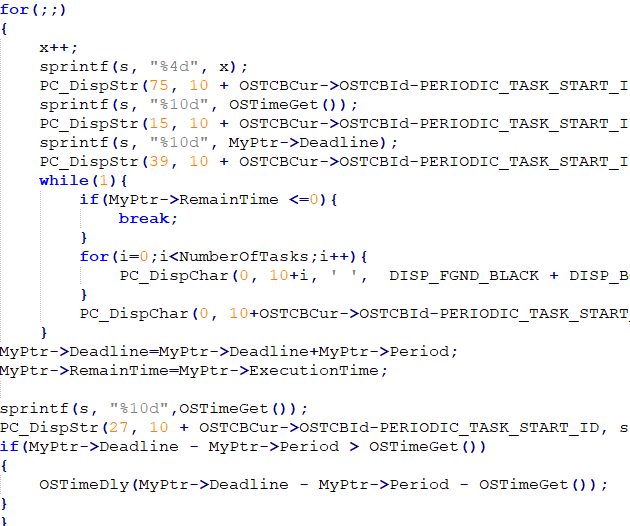 for(;;)
{
x++;
sprintf(s, "%4d", x);
PC_DispStr(75, 10 + OSTCBCur->OSTCBId-PERIODIC_TASK_START_I
sprintf(s, "%10d", OSTimeGet());
PC_DispStr(15, 10 + OSTCBCur->OSTCBId-PERIODIC_TASK_START_I
sprintf(s, "%10d", MyPtr->Deadline);
PC_DispStr(39, 10 + OSTCBCur->OSTCBId-PERIODIC_TASK_START_I
while(1){
if(MyPtr->RemainTime <=0){
break;
}
for(i=0;i<NumberOfTasks;i++){
PC_DispChar(0, 10+i, ' ',  DISP_FGND_BLACK + DISP_B
}
PC_DispChar(0, 10+OSTCBCur->OSTCBId-PERIODIC_TASK_START_
}
MyPtr->Deadline=MyPtr->Deadline+MyPtr->Period;
MyPtr->RemainTime=MyPtr->ExecutionTime;
sprintf(s, "%10d",OSTimeGet());
PC_DispStr(27, 10 + OSTCBCur->OSTCBId-PERIODIC_TASK_START_ID, s
if(MyPtr->Deadline - MyPtr->Period > OSTimeGet())
{
OSTimeDly(MyPtr->Deadline - MyPtr->Period - OSTimeGet());
}
}